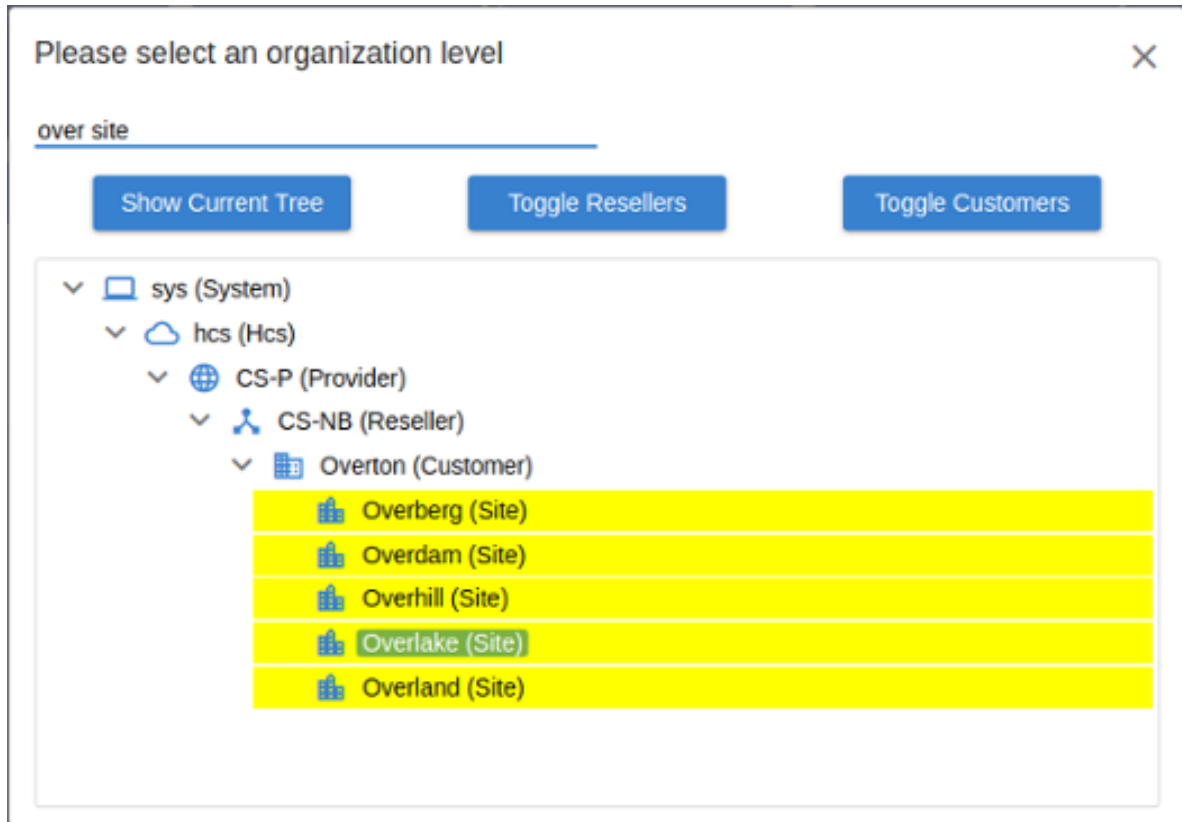 Please select an organization level
over site
Show Current Tree Toggle Resellers Toggle Customers
sys (System)
hcs (Hcs)
CS-P (Provider)
CS-NB (Reseller)
Overton (Customer)
Overberg (Site)
Overdam (Site)
Overhill (Site)
Overlake (Site)
Overland (Site)